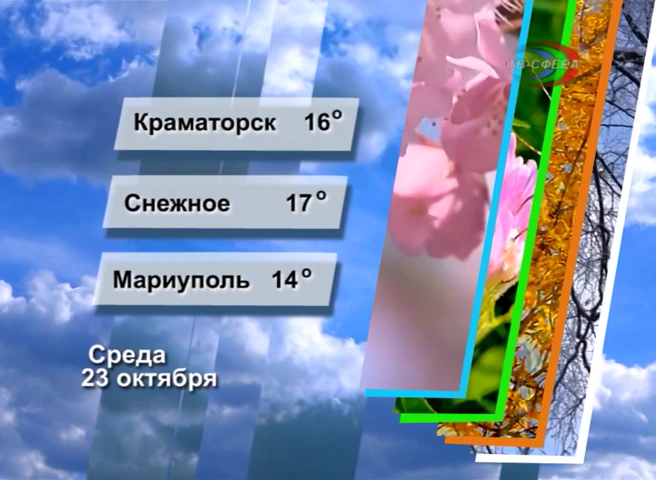 Краматорск 16°
Снежное 17°
Мариуполь 14°
Среда
23 октября